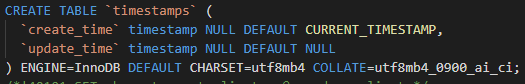 CREATE TABLE `timestamps` (
  `create_time` timestamp NULL DEFAULT CURRENT_TIMESTAMP,
  `update_time` timestamp NULL DEFAULT NULL
) ENGINE=InnoDB DEFAULT CHARSET=utf8mb4 COLLATE=utf8mb4_0900_ai_ci;